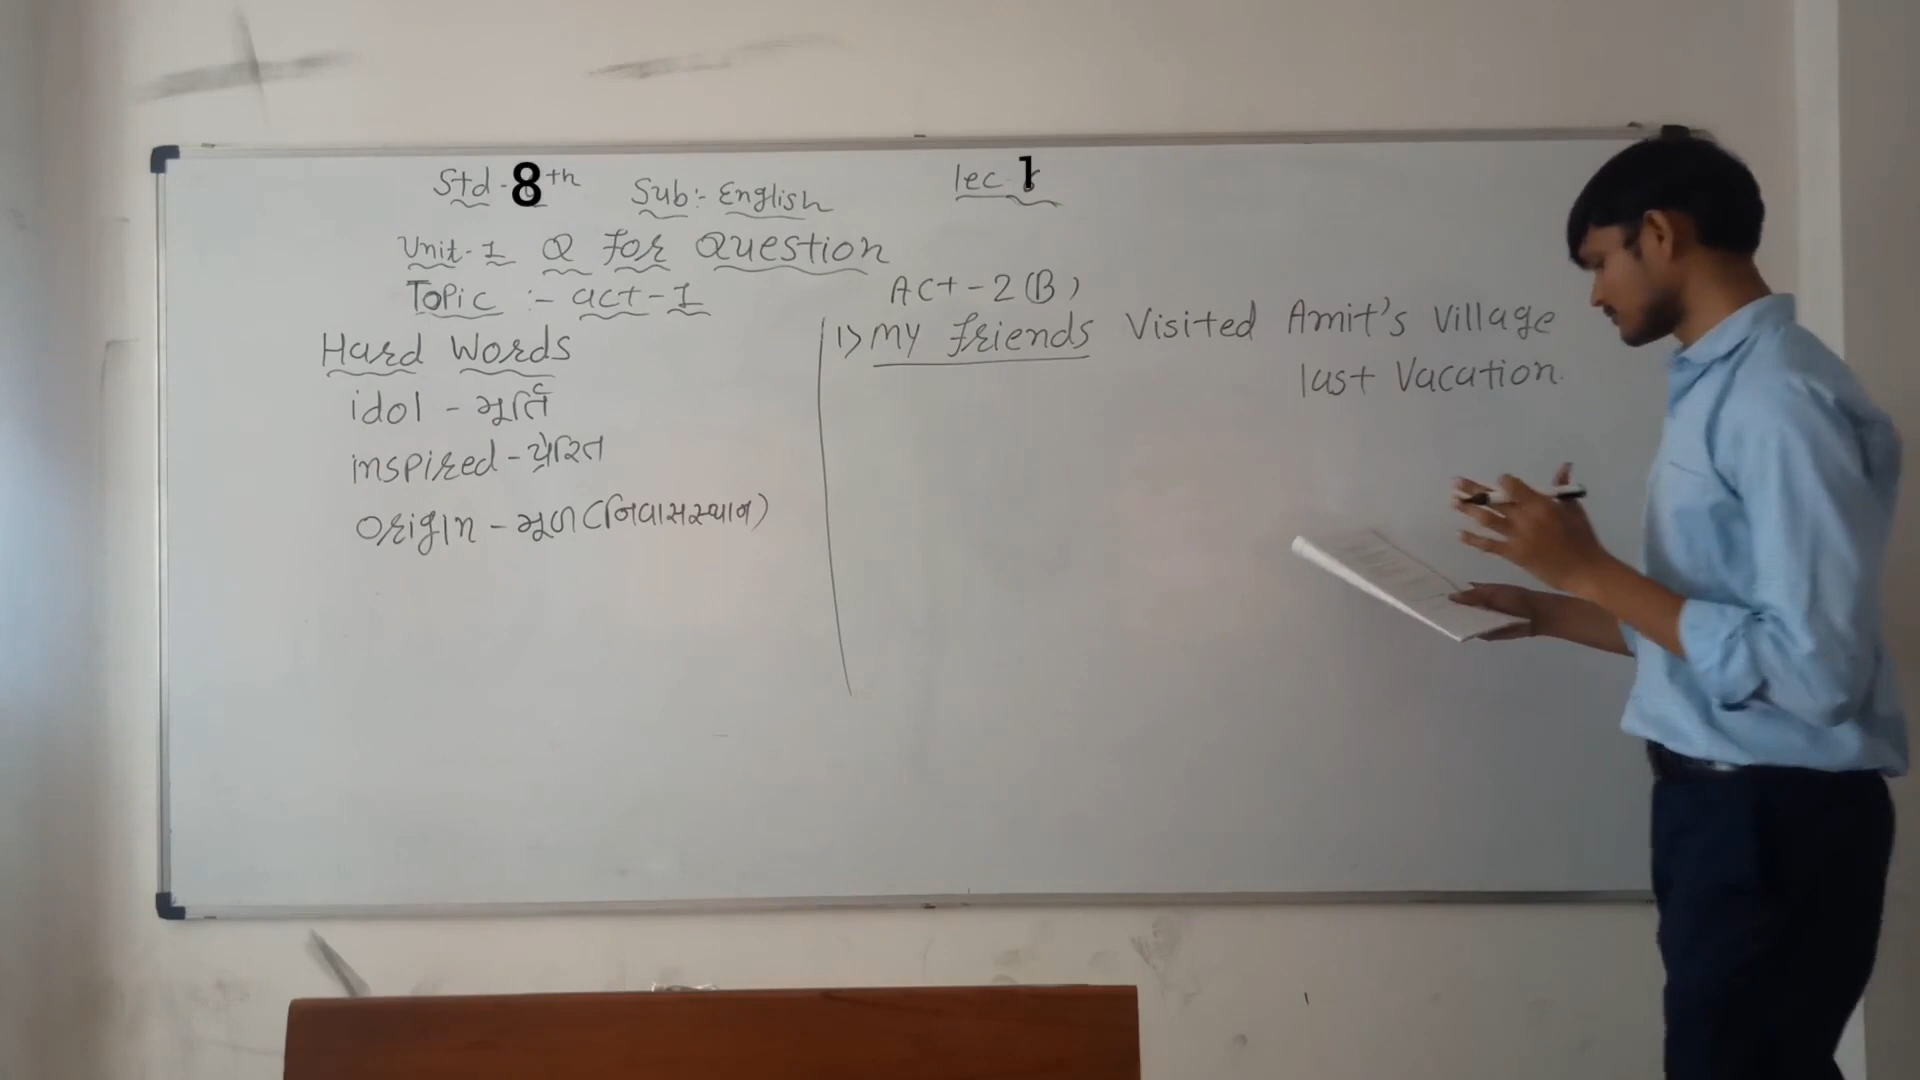 Std - 8th Sub:- English lec 1
Unit-1 Q for Question
Topic :- act-1
Hard Words
idol - મૂર્તિ
inspired - પ્રેરિત
origin - મૂળ (નિવાસસ્થાન)
Act-2(B)
1) My friends Visited Amit's Village
last Vacation.